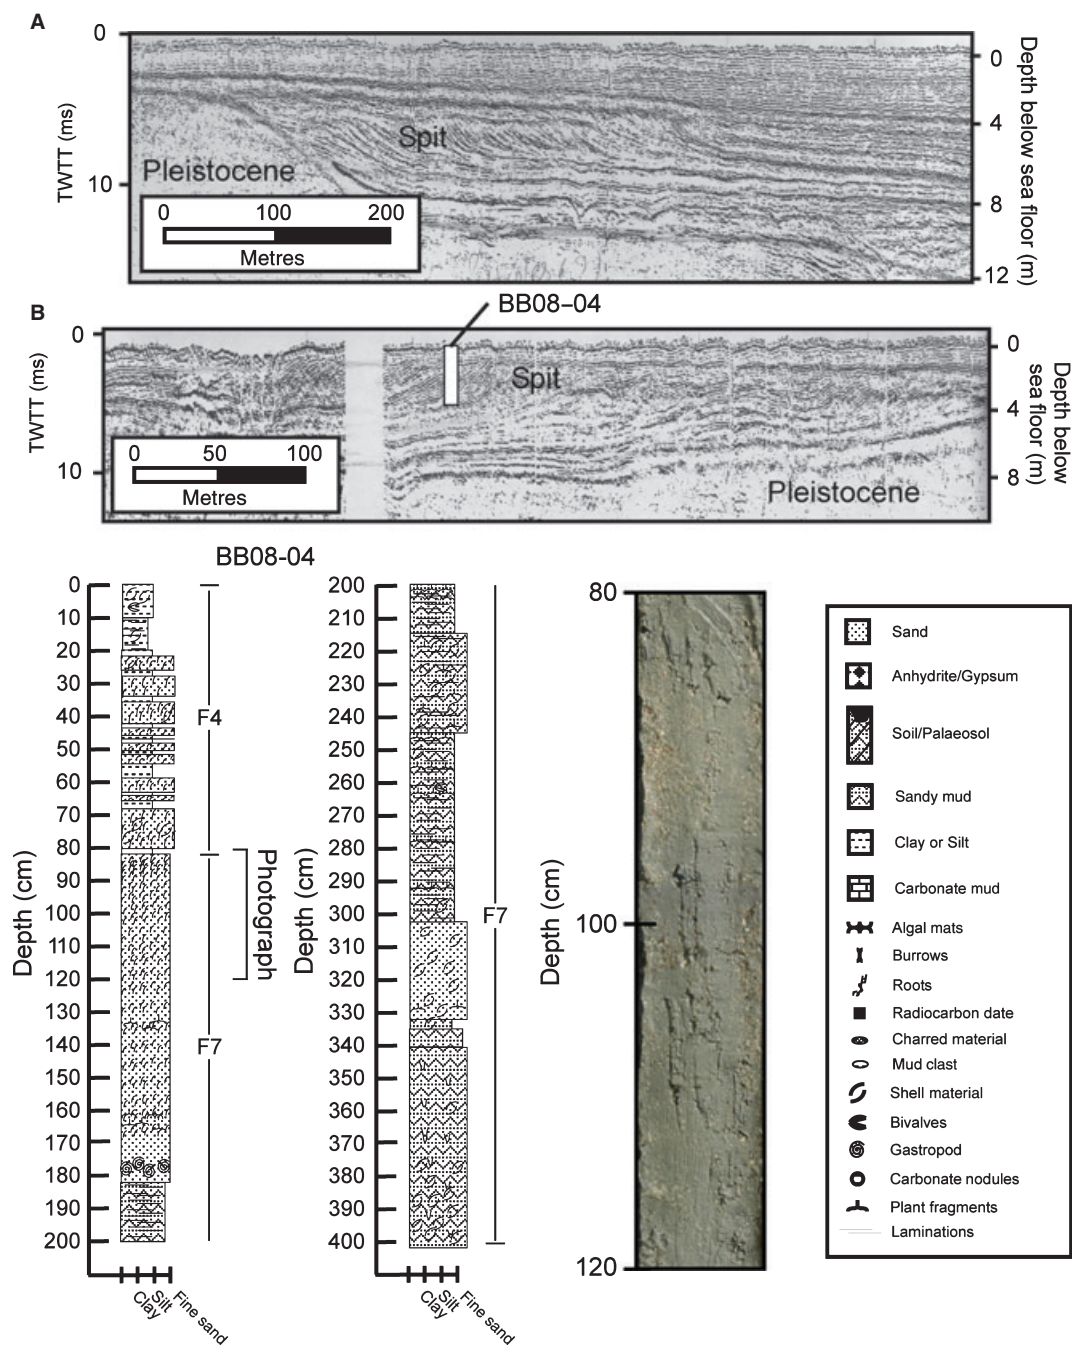 A
0
10
TWTT (ms)
Spit
Pleistocene
0 100 200
Metres
0
4
8
12
Depth below sea floor (m)
B
BB08–04
0
10
TWTT (ms)
Spit
Pleistocene
0 50 100
Metres
0
4
8
Depth below
sea floor (m)
BB08-04
Depth (cm)
0
10
20
30
40
50
60
70
80
90
100
110
120
130
140
150
160
170
180
190
200
Clay
Silt
Fine sand
F4
F7
Photograph
Depth (cm)
200
210
220
230
240
250
260
270
280
290
300
310
320
330
340
350
360
370
380
390
400
Clay
Silt
Fine sand
F7
Depth (cm)
80
100
120
Sand
Anhydrite/Gypsum
Soil/Palaeosol
Sandy mud
Clay or Silt
Carbonate mud
Algal mats
Burrows
Roots
Radiocarbon date
Charred material
Mud clast
Shell material
Bivalves
Gastropod
Carbonate nodules
Plant fragments
Laminations